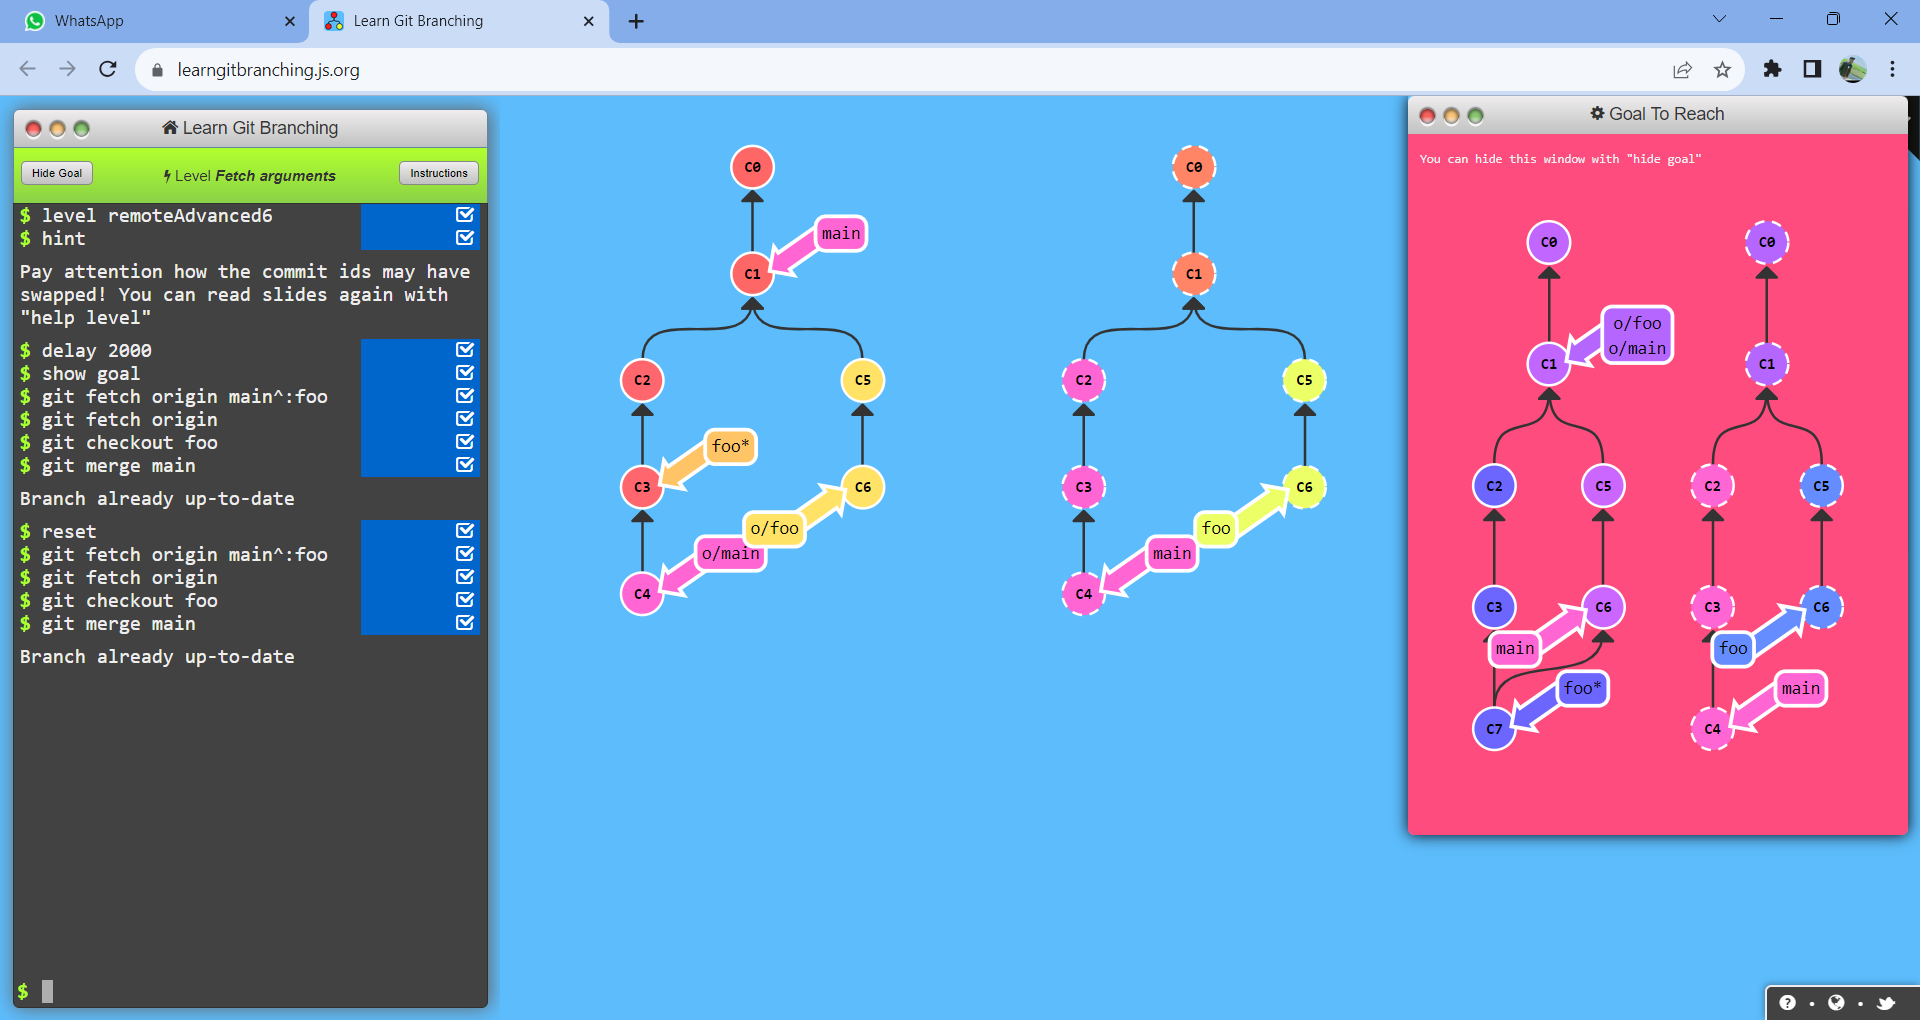 WhatsApp
Learn Git Branching
learngitbranching.js.org
Learn Git Branching
Hide Goal
Level Fetch arguments
Instructions
$ level remoteAdvanced6
$ hint
Pay attention how the commit ids may have
swapped! You can read slides again with
"help level"
$ delay 2000
$ show goal
$ git fetch origin main^:foo
$ git fetch origin
$ git checkout foo
$ git merge main
Branch already up-to-date
$ reset
$ git fetch origin main^:foo
$ git fetch origin
$ git checkout foo
$ git merge main
Branch already up-to-date
$
C0
main
C1
C2
C5
foo*
C3
C6
o/foo
o/main
C4
C0
C1
C2
C5
C3
C6
foo
main
C4
Goal To Reach
You can hide this window with "hide goal"
C0
C0
o/foo
o/main
C1
C1
C2
C5
C2
C5
C3
C6
C3
C6
main
foo
foo*
main
C7
C4